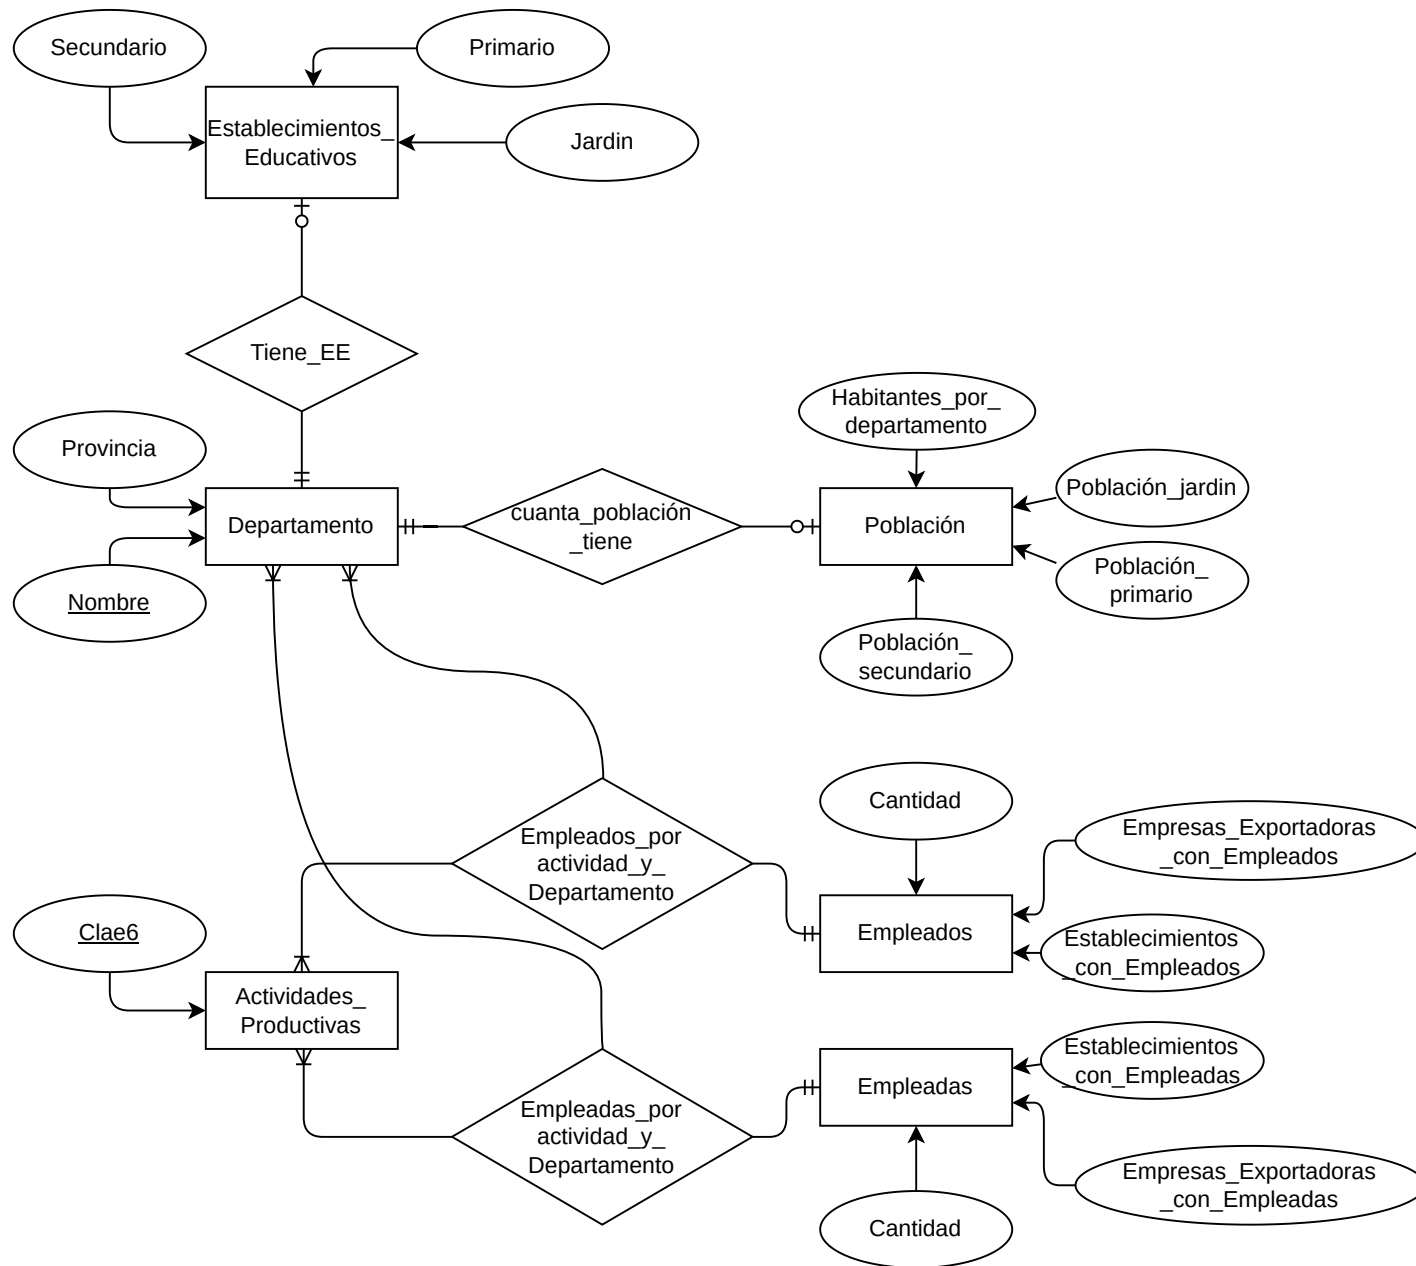 Secundario
Primario
Establecimientos_
Educativos
Jardin
Tiene_EE
Provincia
Departamento
Nombre
cuanta_población
_tiene
Habitantes_por_
departamento
Población
Población_jardin
Población_
primario
Población_
secundario
Empleados_por
actividad_y_
Departamento
Cantidad
Empresas_Exportadoras
_con_Empleados
Empleados
Establecimientos
_con_Empleados
Clae6
Actividades_
Productivas
Empleadas_por
actividad_y_
Departamento
Empleadas
Establecimientos
_con_Empleadas
Empresas_Exportadoras
_con_Empleadas
Cantidad